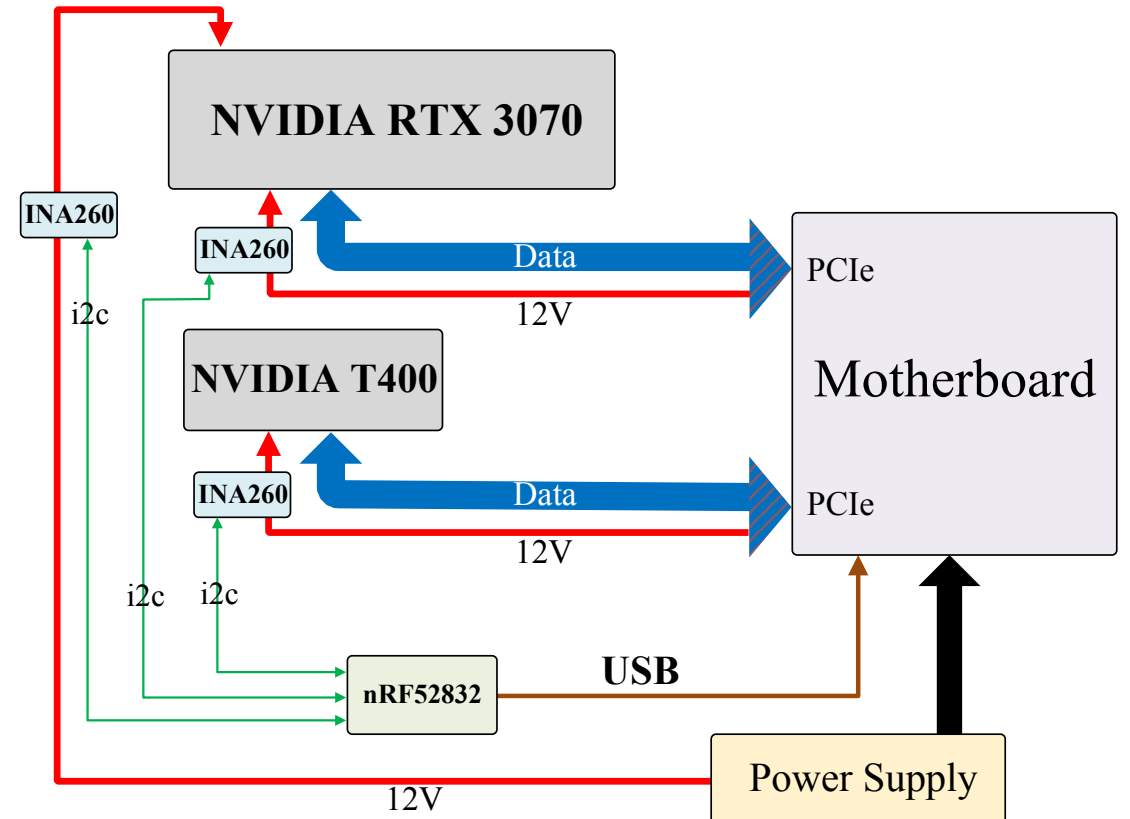 NVIDIA RTX 3070
INA260
INA260
Data
PCIe
i2c
12V
NVIDIA T400
Motherboard
INA260
Data
PCIe
12V
i2c
i2c
USB
nRF52832
Power Supply
12V